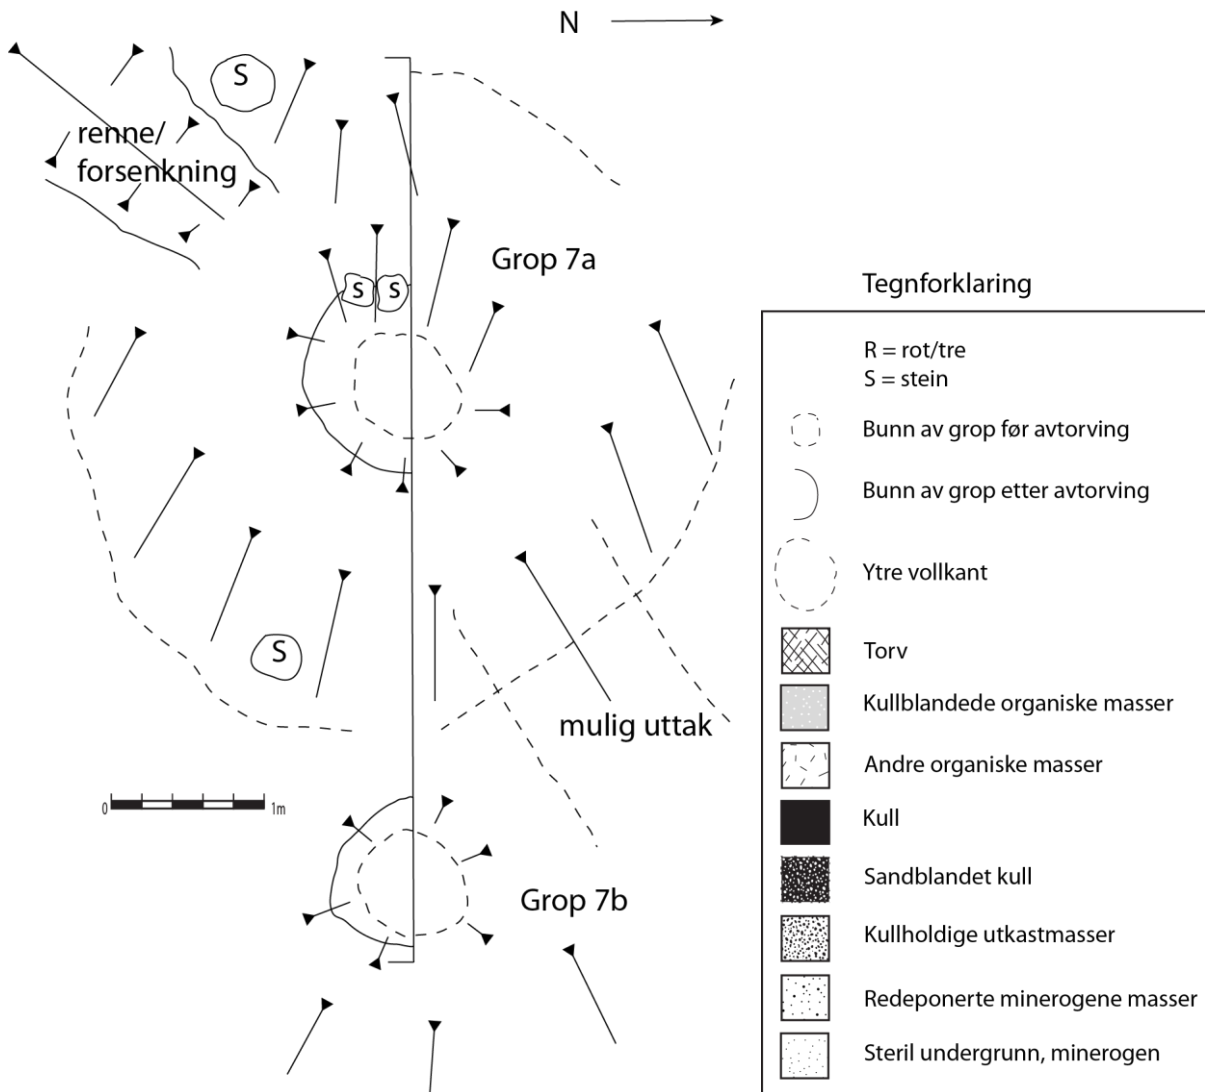 N
S
renne/
forsenkning
Grop 7a
S S
S
mulig uttak
0 1m
Grop 7b
Tegnforklaring
R = rot/tre
S = stein
Bunn av grop før avtorving
Bunn av grop etter avtorving
Ytre vollkant
Torv
Kullblandede organiske masser
Andre organiske masser
Kull
Sandblandet kull
Kullholdige utkastmasser
Redeponerte minerogene masser
Steril undergrunn, minerogen